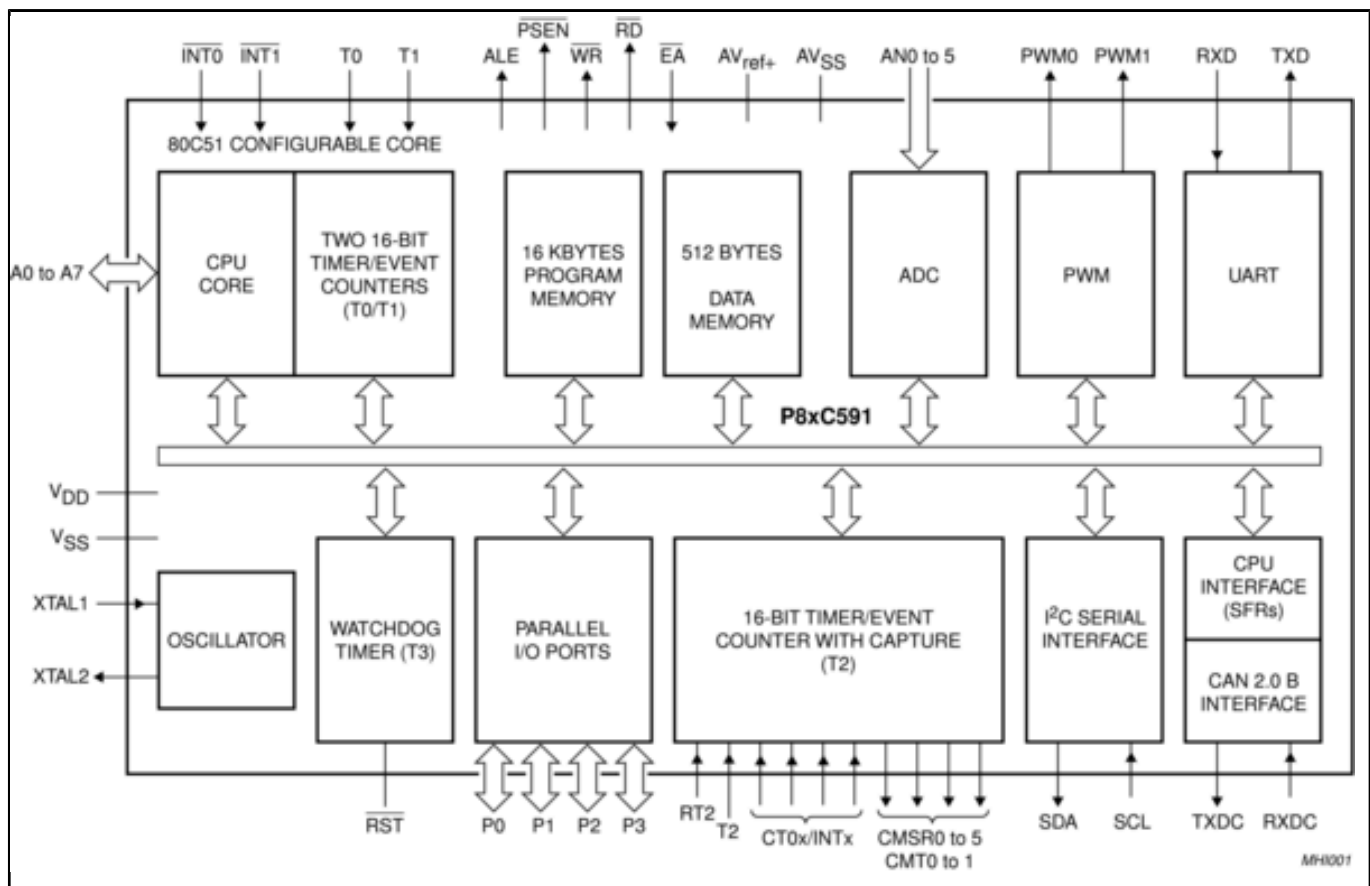 INT0 INT1 T0 T1 ALE PSEN WR RD EA AVref+ AVSS AN0 to 5 PWM0 PWM1 RXD TXD
80C51 CONFIGURABLE CORE
A0 to A7
CPU
CORE
TWO 16-BIT
TIMER/EVENT
COUNTERS
(T0/T1)
16 KBYTES
PROGRAM
MEMORY
512 BYTES
DATA
MEMORY
ADC
PWM
UART
P8xC591
VDD
VSS
XTAL1
XTAL2
OSCILLATOR
WATCHDOG
TIMER (T3)
PARALLEL
I/O PORTS
16-BIT TIMER/EVENT
COUNTER WITH CAPTURE
(T2)
I²C SERIAL
INTERFACE
CPU
INTERFACE
(SFRs)
CAN 2.0 B
INTERFACE
RST P0 P1 P2 P3 RT2 T2 CT0x/INTx CMSR0 to 5 SDA SCL TXDC RXDC
CMT0 to 1
MHI001